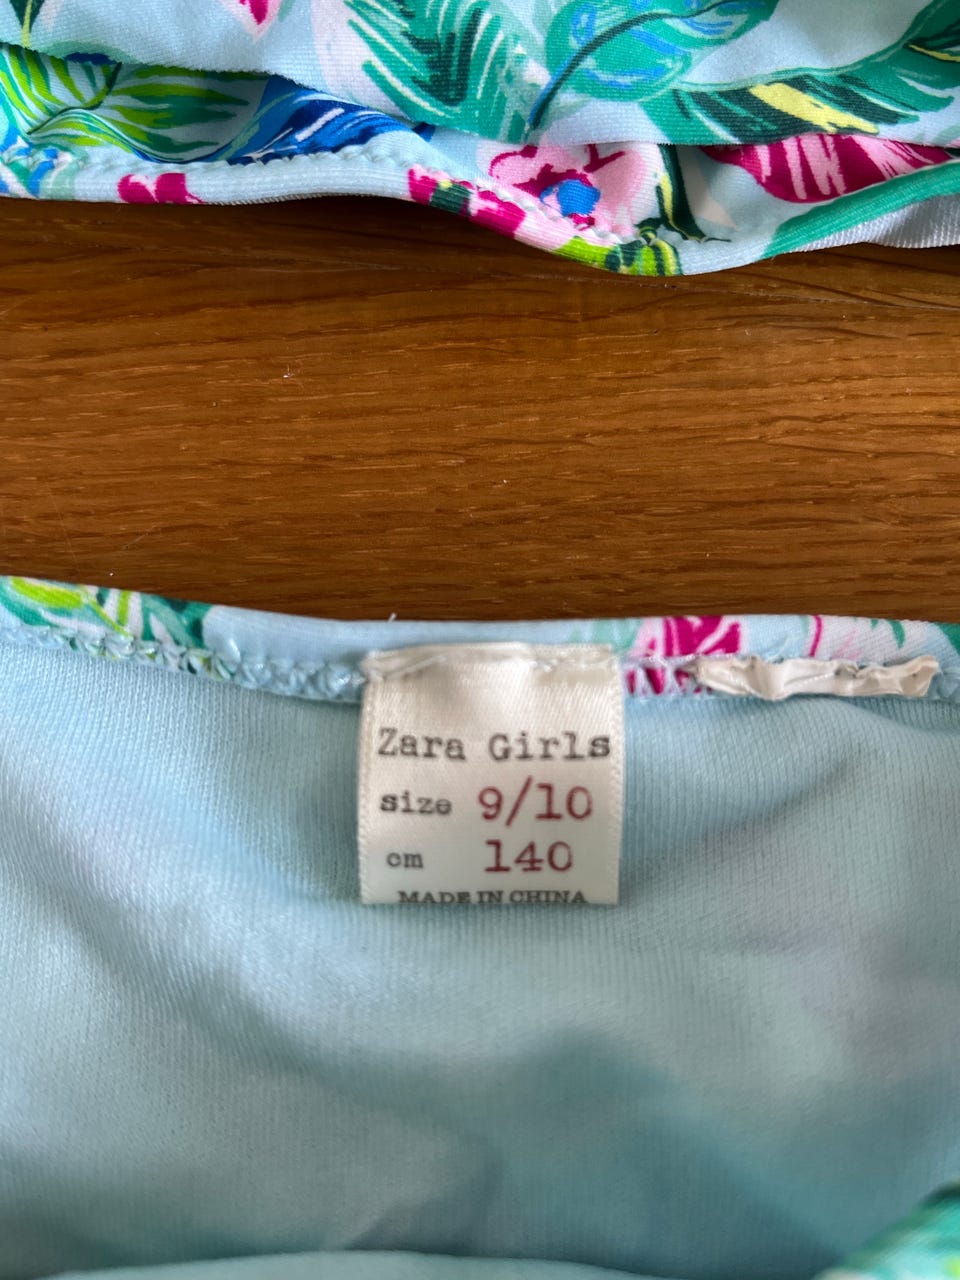 Zara Girls
size 9/10
cm 140
MADE IN CHINA